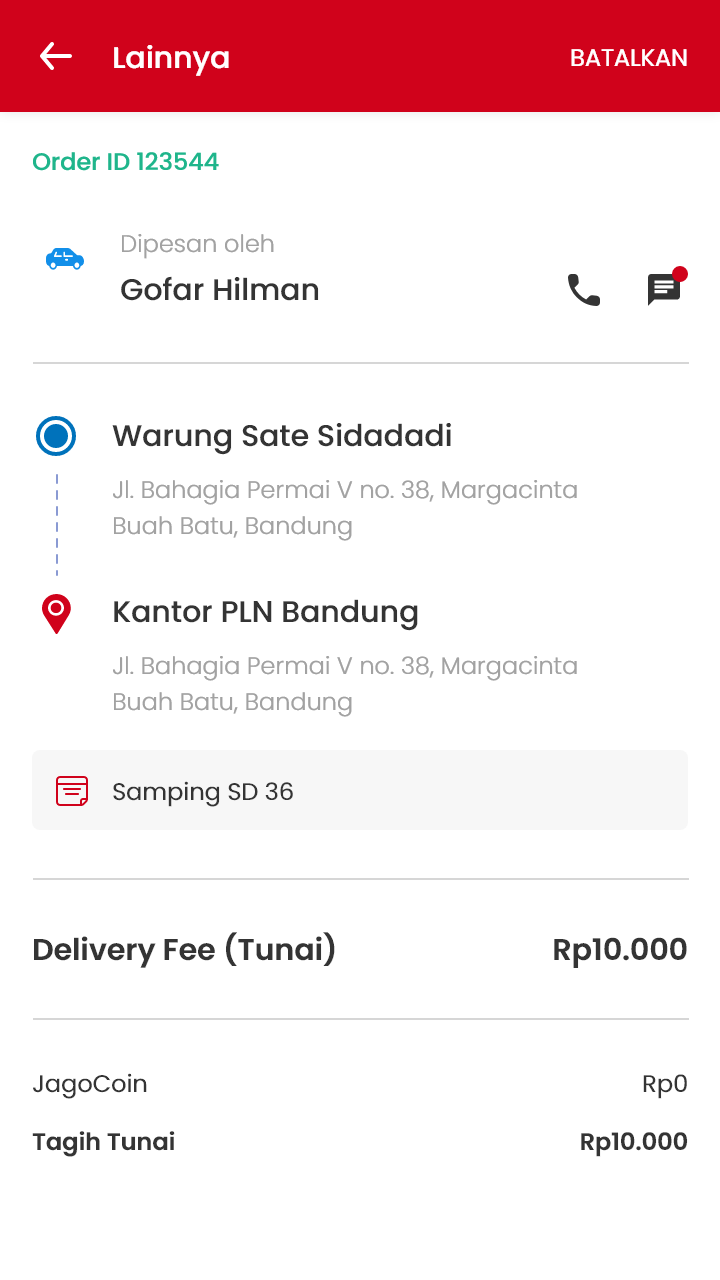 Lainnya
BATALKAN
Order ID 123544
Dipesan oleh
Gofar Hilman
Warung Sate Sidadadi
Jl. Bahagia Permai V no. 38, Margacinta
Buah Batu, Bandung
Kantor PLN Bandung
Jl. Bahagia Permai V no. 38, Margacinta
Buah Batu, Bandung
Samping SD 36
Delivery Fee (Tunai) Rp10.000
JagoCoin Rp0
Tagih Tunai Rp10.000